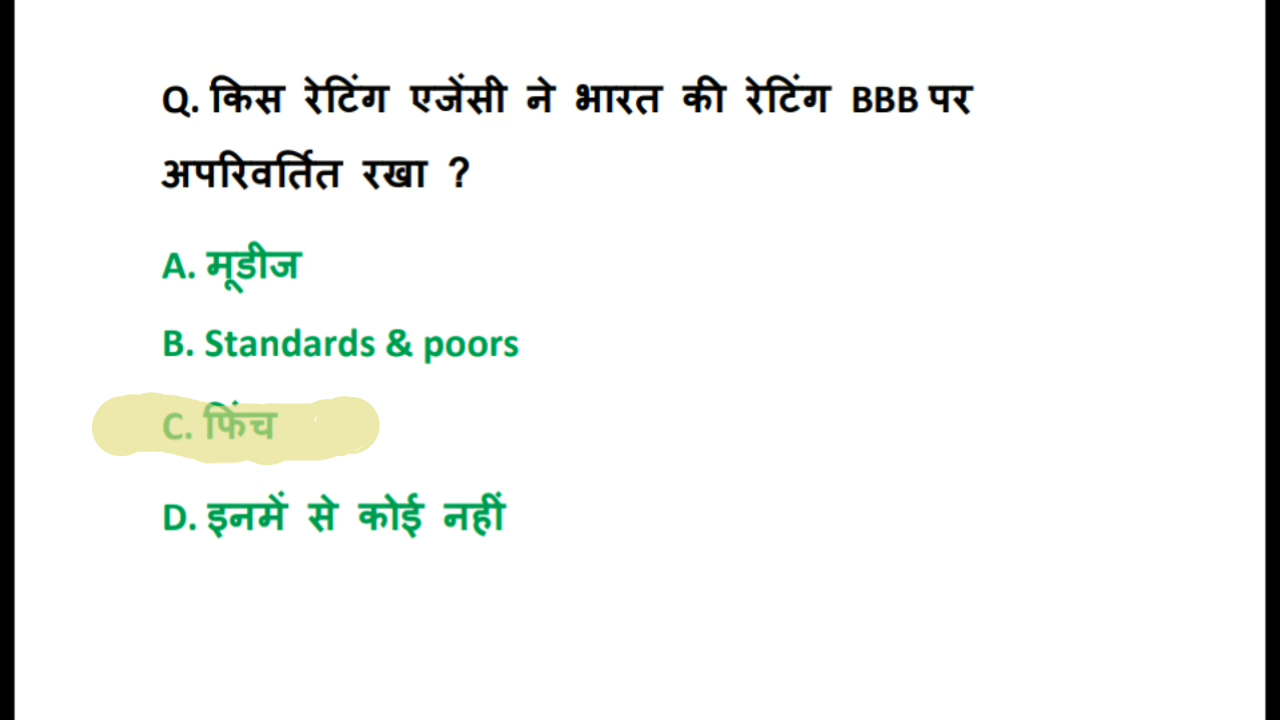 Q. किस रेटिंग एजेंसी ने भारत की रेटिंग BBB पर
अपरिवर्तित रखा ?
A. मूडीज
B. Standards & poors
C. फिंच
D. इनमें से कोई नहीं